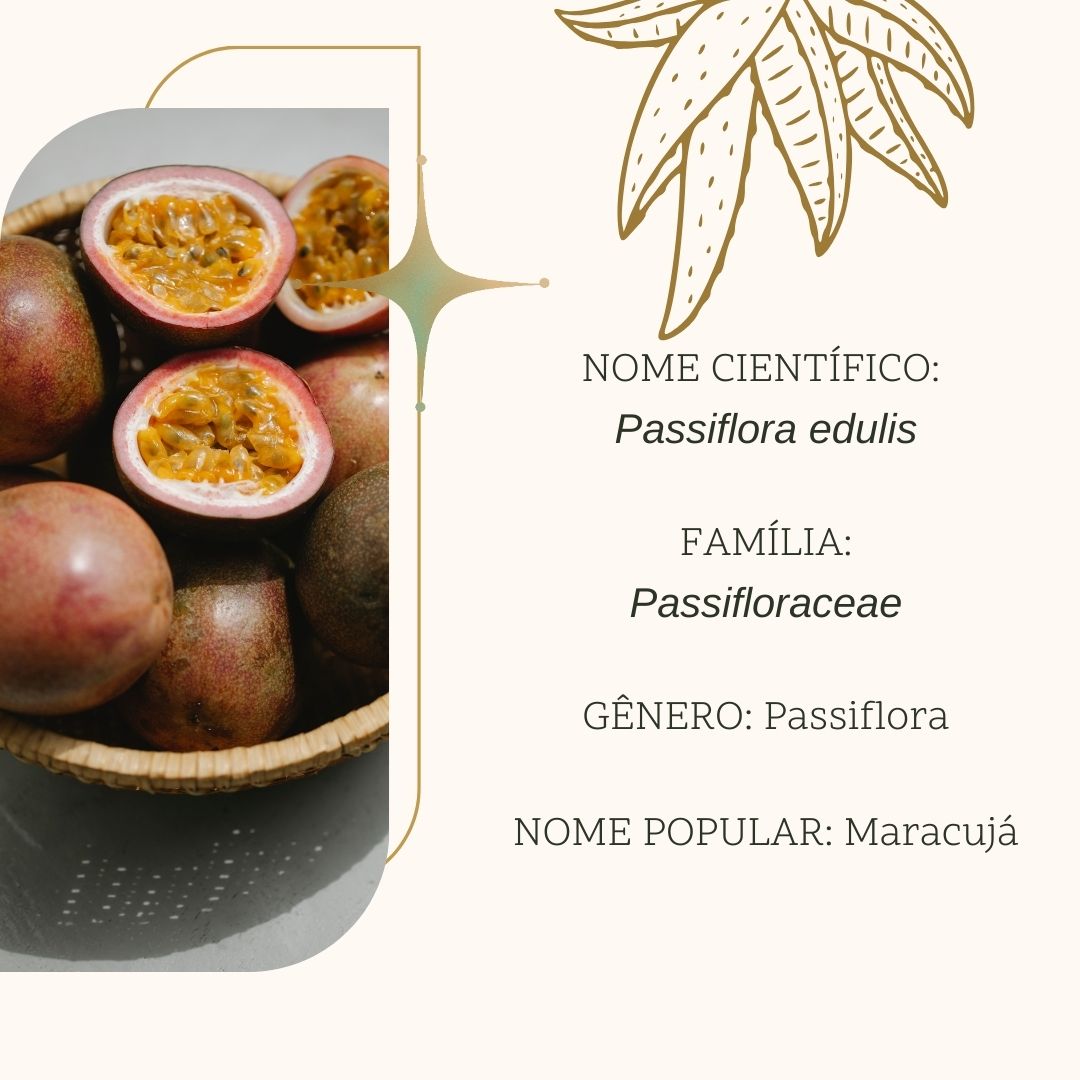 NOME CIENTÍFICO:
Passiflora edulis
FAMÍLIA:
Passifloraceae
GÊNERO: Passiflora
NOME POPULAR: Maracujá